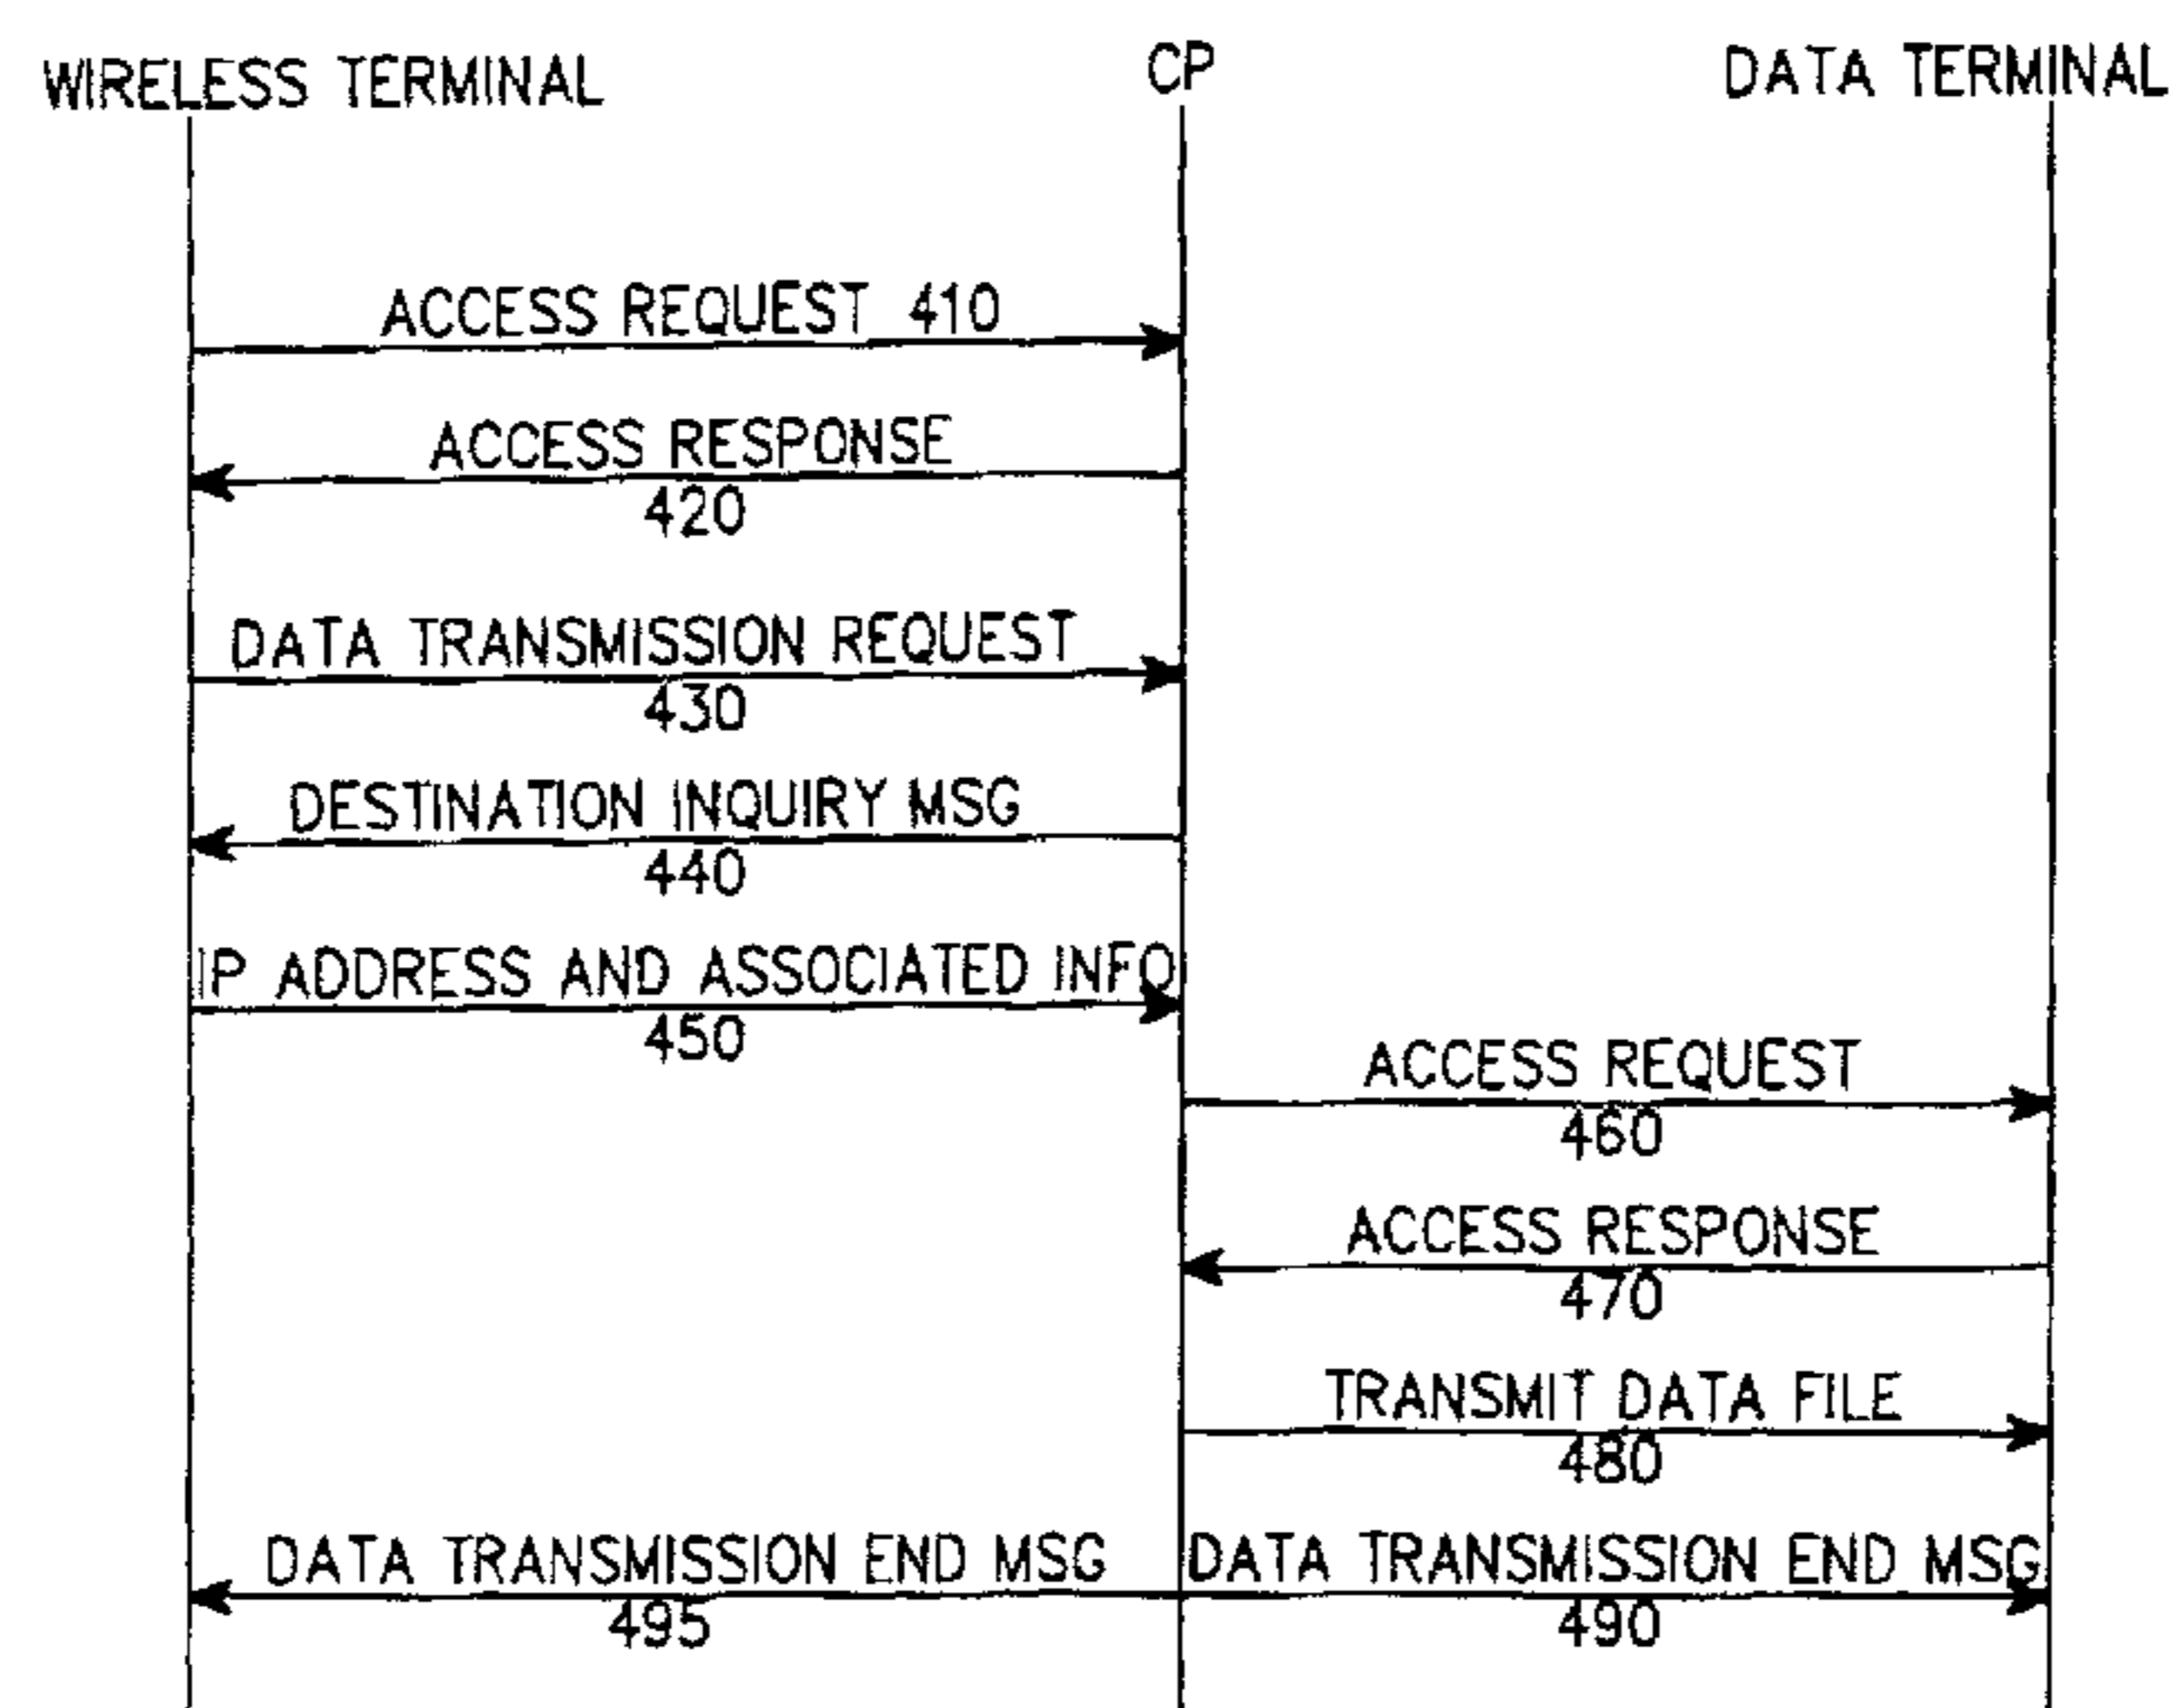 WIRELESS TERMINAL
CP
DATA TERMINAL
ACCESS REQUEST 410
ACCESS RESPONSE
420
DATA TRANSMISSION REQUEST
430
DESTINATION INQUIRY MSG
440
IP ADDRESS AND ASSOCIATED INFO
450
ACCESS REQUEST
460
ACCESS RESPONSE
470
TRANSMIT DATA FILE
480
DATA TRANSMISSION END MSG
495
DATA TRANSMISSION END MSG
490